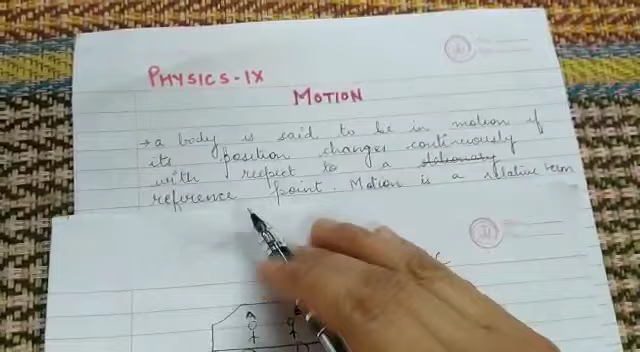 PHYSICS-IX
MOTION
→ a body is said to be in motion if
its position changes continuously
with respect to a stationary
reference point. Motion is a relative term
A